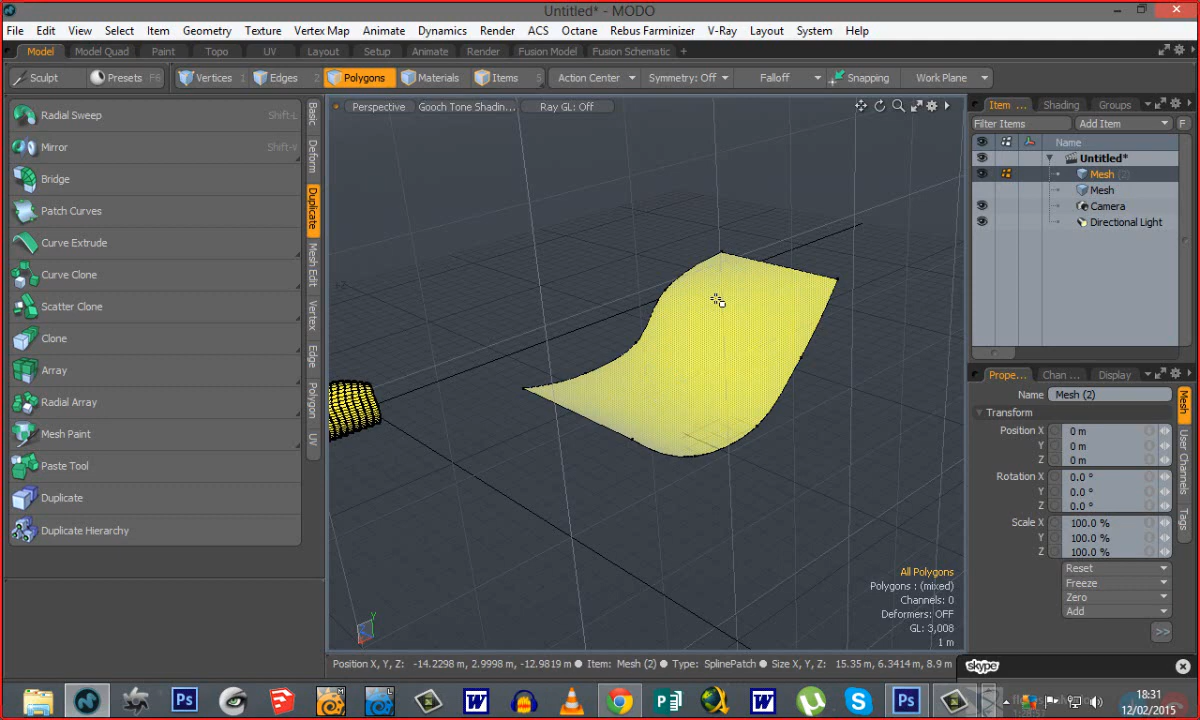 Untitled* - MODO
File Edit View Select Item Geometry Texture Vertex Map Animate Dynamics Render ACS Octane Rebus Farminizer V-Ray Layout System Help
Model Model Quad Paint Topo UV Layout Setup Animate Render Fusion Model Fusion Schematic +
Sculpt Presets F6 Vertices 1 Edges 2 Polygons Materials Items 5 Action Center Symmetry: Off Falloff Snapping Work Plane
Radial Sweep Shift-L
Mirror Shift-V
Bridge
Patch Curves
Curve Extrude
Curve Clone
Scatter Clone
Clone
Array
Radial Array
Mesh Paint
Paste Tool
Duplicate
Duplicate Hierarchy
Basic
Deform
Duplicate
Mesh Edit
Vertex
Edge
Polygon
UV
Perspective Gooch Tone Shadin... Ray GL: Off
All Polygons
Polygons : (mixed)
Channels: 0
Deformers: OFF
GL: 3,008
1 m
Y
Position X, Y, Z: -14.2298 m, 2.9998 m, -12.9819 m Item: Mesh (2) Type: SplinePatch Size X, Y, Z: 15.35 m, 6.3414 m, 8.9 m
Item ... Shading Groups
Filter Items Add Item F
Name
Untitled*
Mesh (2)
Mesh
Camera
Directional Light
Prope... Chan ... Display
Name Mesh (2)
Transform
Position X 0 m
Y 0 m
Z 0 m
Rotation X 0.0 °
Y 0.0 °
Z 0.0 °
Scale X 100.0 %
Y 100.0 %
Z 100.0 %
Reset
Freeze
Zero
Add
>>
Mesh
User Channels
Tags
skype
18:31
12/02/2015